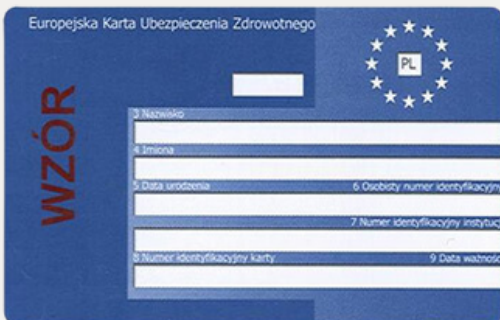 Europejska Karta Ubezpieczenia Zdrowotnego
PL
WZÓR
3 Nazwisko
4 Imiona
5 Data urodzenia 6 Osobisty numer identyfikacyjny
7 Numer identyfikacyjny instytucji
8 Numer identyfikacyjny karty 9 Data ważności